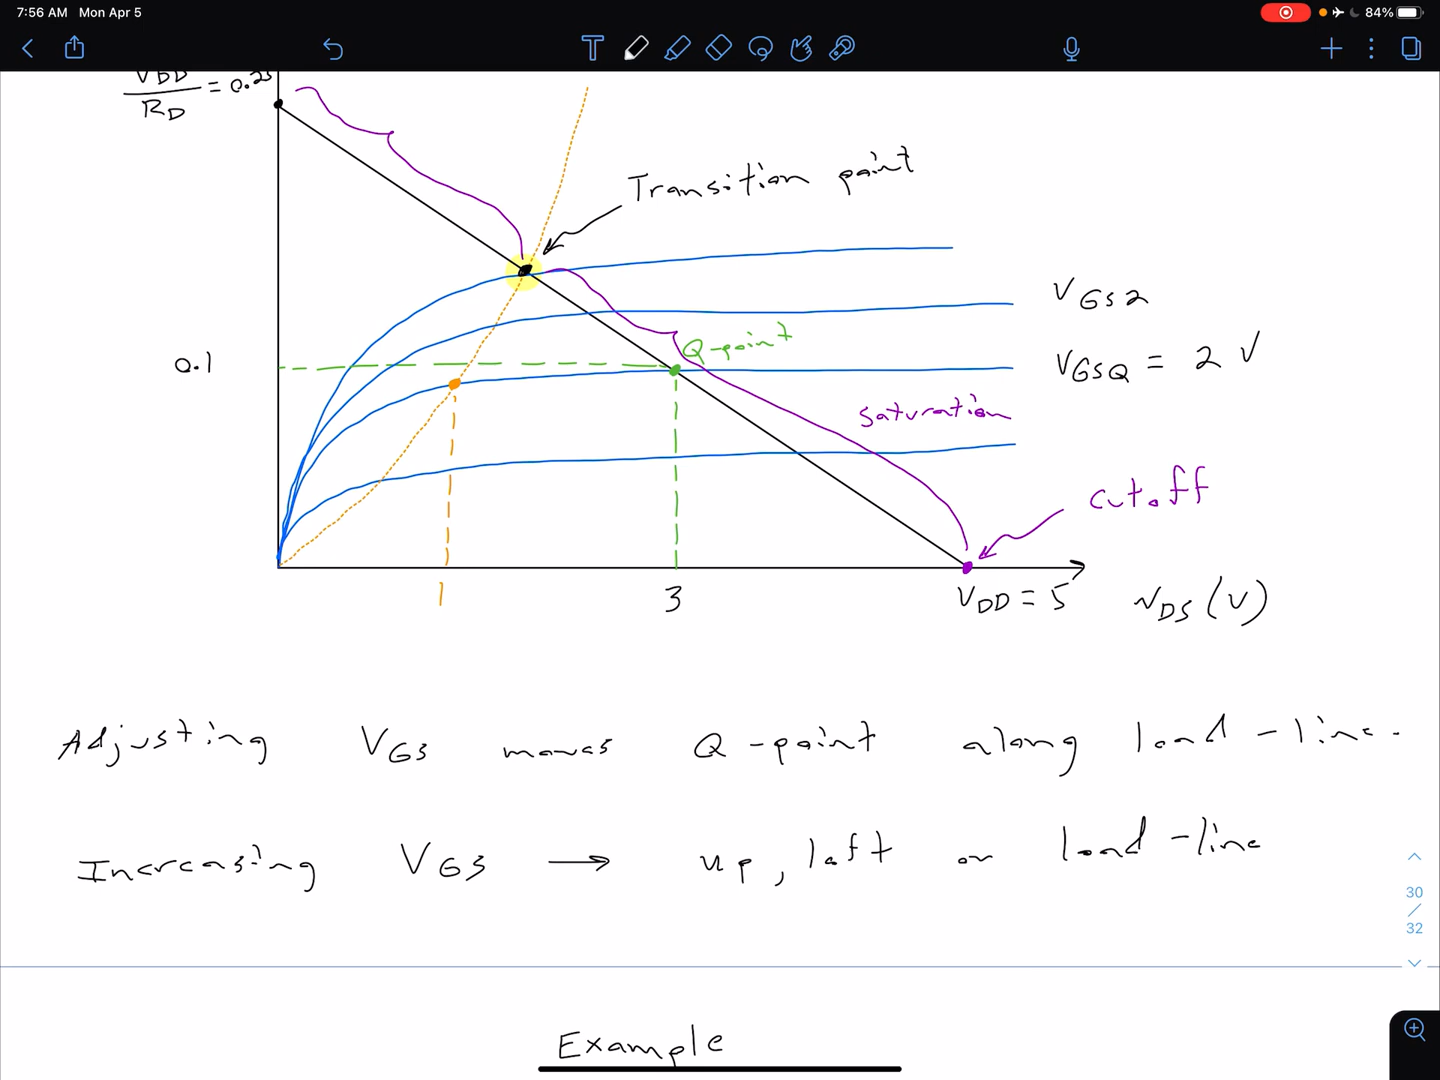 7:56 AM Mon Apr 5
84%
VDD
RD
= 0.25
Transition point
VGS2
0.1
Q-point
VGSQ = 2 V
saturation
cutoff
1
3
VDD = 5
vDS (V)
Adjusting VGS moves Q-point along load-line.
Increasing VGS → up, left on load-line
30
/
32
Example